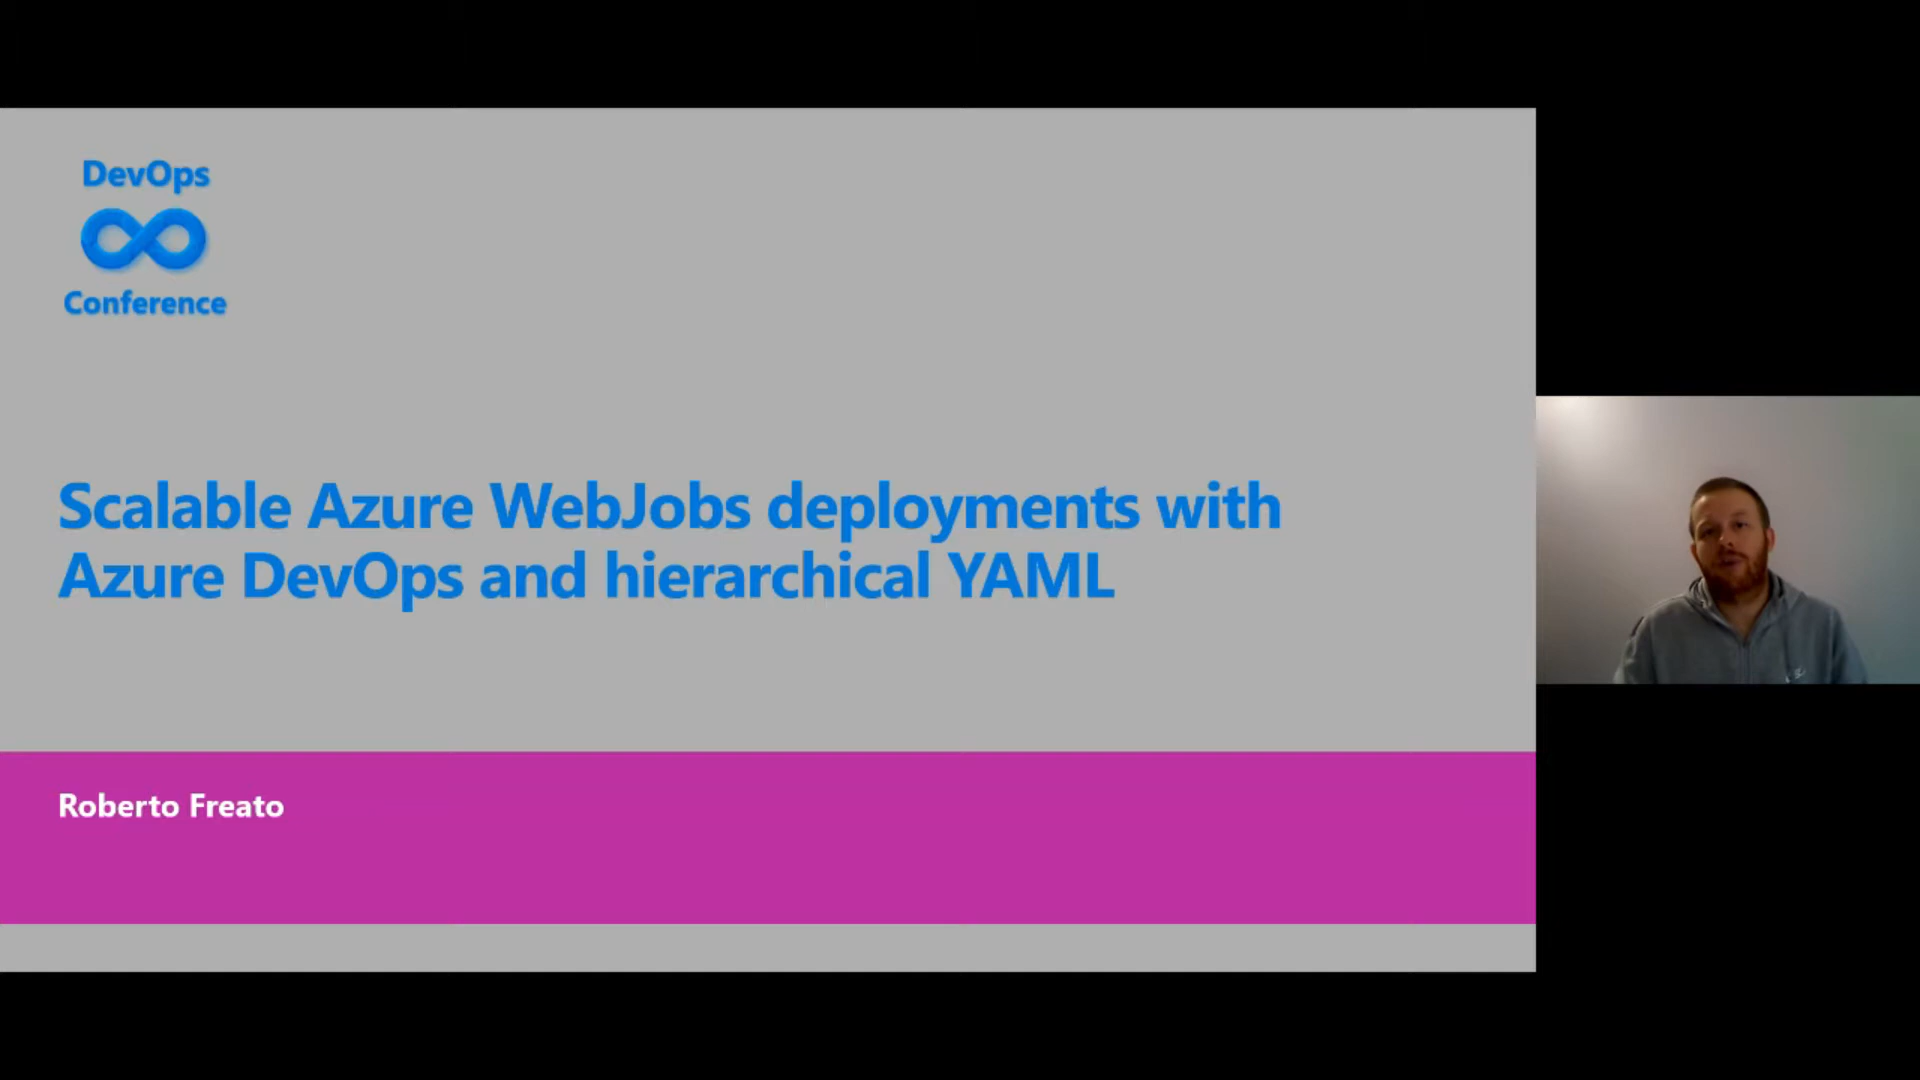 DevOps
Conference
Scalable Azure WebJobs deployments with
Azure DevOps and hierarchical YAML
Roberto Freato